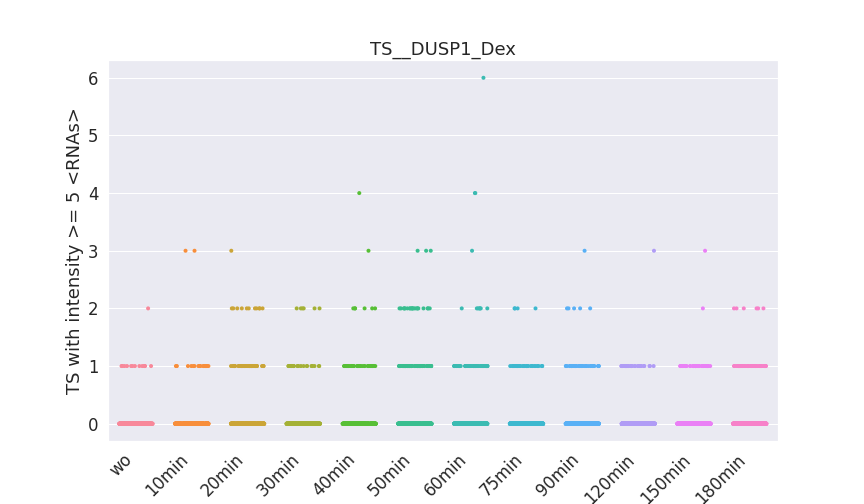 TS__DUSP1_Dex
TS with intensity >= 5 <RNAs>
6
5
4
3
2
1
0
wo
10min
20min
30min
40min
50min
60min
75min
90min
120min
150min
180min